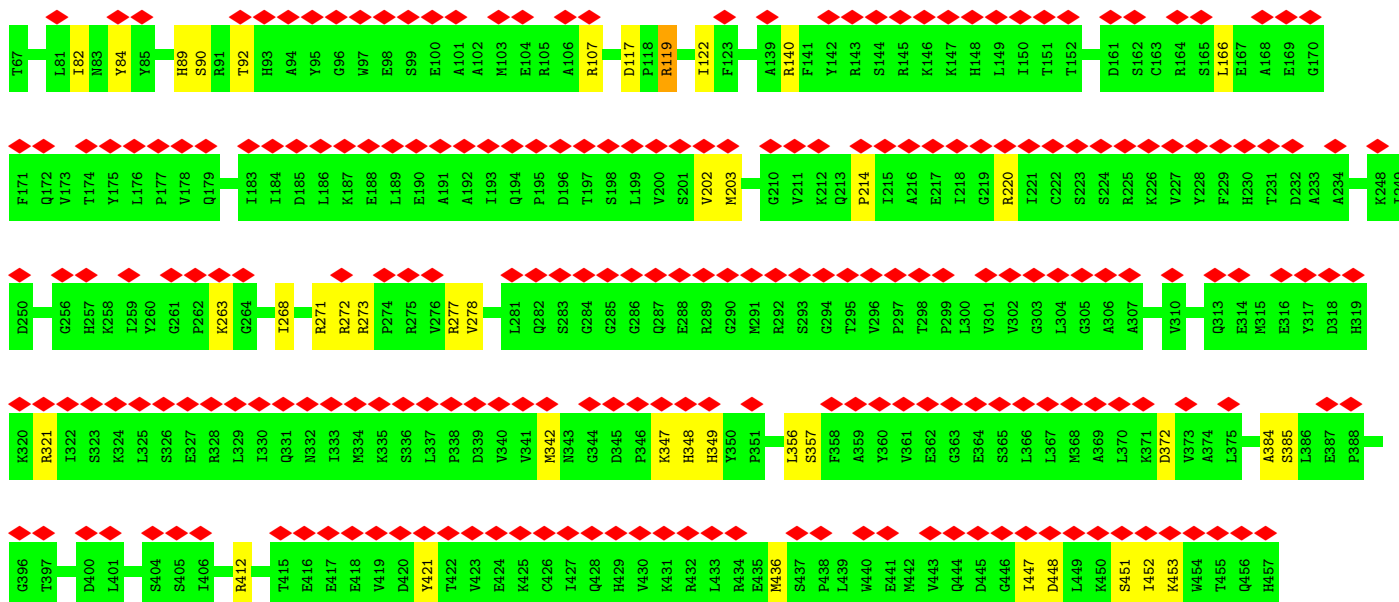 T67 L81 I82 N83 Y84 Y85 H89 S90 R91 T92 H93 A94 Y95 G96 W97 E98 S99 E100 A101 A102 M103 E104 R105 A106 R107 D117 P118 R119 I122 F123 A139 R140 F141 Y142 R143 S144 R145 K146 K147 H148 L149 I150 T151 T152 D161 S162 C163 R164 S165 L166 E167 A168 E169 G170
F171 Q172 V173 T174 Y175 L176 P177 V178 Q179 I183 I184 D185 L186 K187 E188 L189 E190 A191 A192 I193 Q194 P195 D196 T197 S198 L199 V200 S201 V202 M203 G210 V211 K212 Q213 P214 I215 A216 E217 I218 G219 R220 I221 C222 S223 S224 R225 K226 V227 Y228 F229 H230 T231 D232 A233 A234 K248
D250 G256 H257 K258 I259 Y260 G261 P262 K263 G264 I268 R271 R272 R273 P274 R275 V276 R277 V278 L281 Q282 S283 G284 G285 G286 Q287 E288 R289 G290 M291 R292 S293 G294 T295 V296 P297 T298 P299 L300 V301 V302 G303 L304 G305 A306 A307 V310 Q313 E314 M315 E316 Y317 D318 H319
K320 R321 I322 S323 K324 L325 S326 E327 R328 L329 I330 Q331 N332 I333 M334 K335 S336 L337 P338 D339 V340 V341 M342 N343 G344 D345 P346 K347 H348 H349 Y350 P351 L356 S357 F358 A359 Y360 V361 E362 G363 E364 S365 L366 L367 M368 A369 L370 K371 D372 V373 A374 L375 A384 S385 L386 E387 P388
G396 T397 D400 L401 S404 S405 I406 R412 T415 E416 E417 E418 V419 D420 Y421 T422 V423 E424 K425 C426 I427 Q428 H429 V430 K431 R432 L433 R434 E435 M436 S437 P438 L439 W440 E441 M442 V443 Q444 D445 G446 I447 D448 L449 K450 S451 I452 K453 W454 T455 Q456 H457